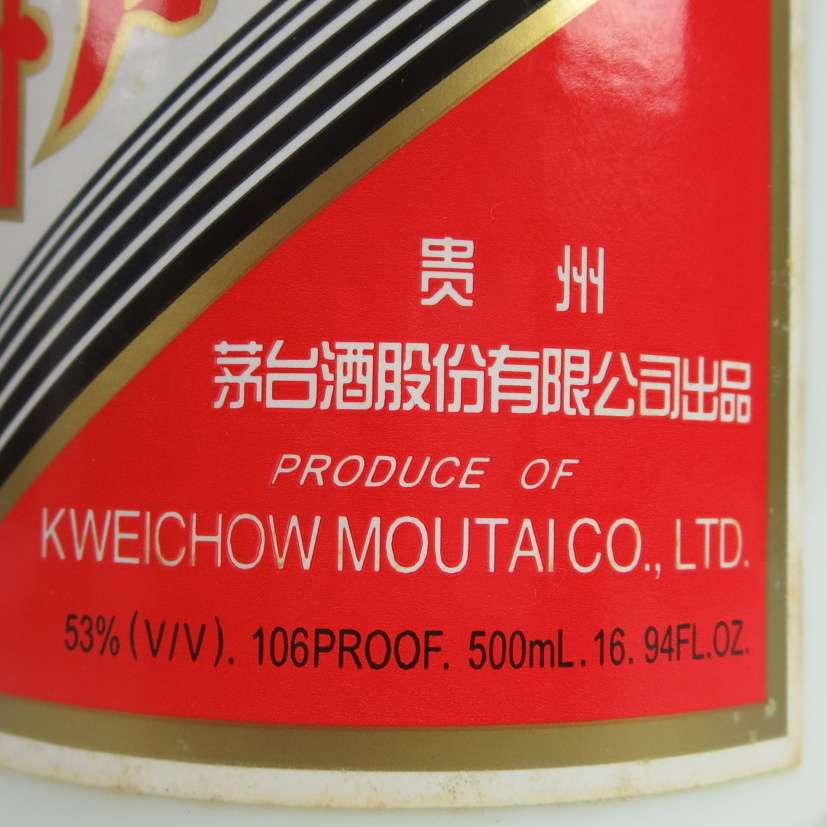 贵州
茅台酒股份有限公司出品
PRODUCE OF
KWEICHOW MOUTAI CO., LTD.
53% (V/V). 106PROOF. 500mL. 16. 94FL.OZ.